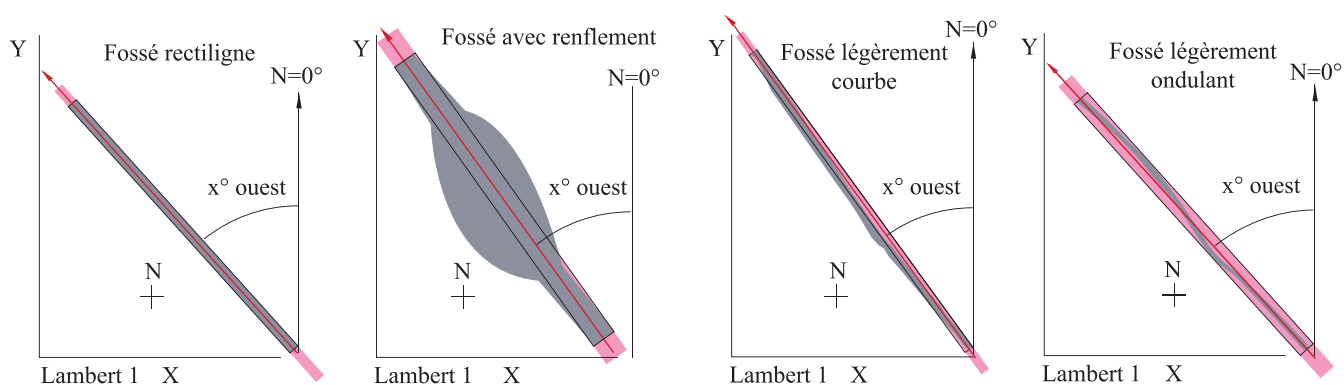 Y
Fossé rectiligne
N=0°
x° ouest
N
Lambert 1 X
Y
Fossé avec renflement
N=0°
x° ouest
N
Lambert 1 X
Y
Fossé légèrement
courbe
N=0°
x° ouest
N
Lambert 1 X
Y
Fossé légèrement
ondulant
N=0°
x° ouest
N
Lambert 1 X